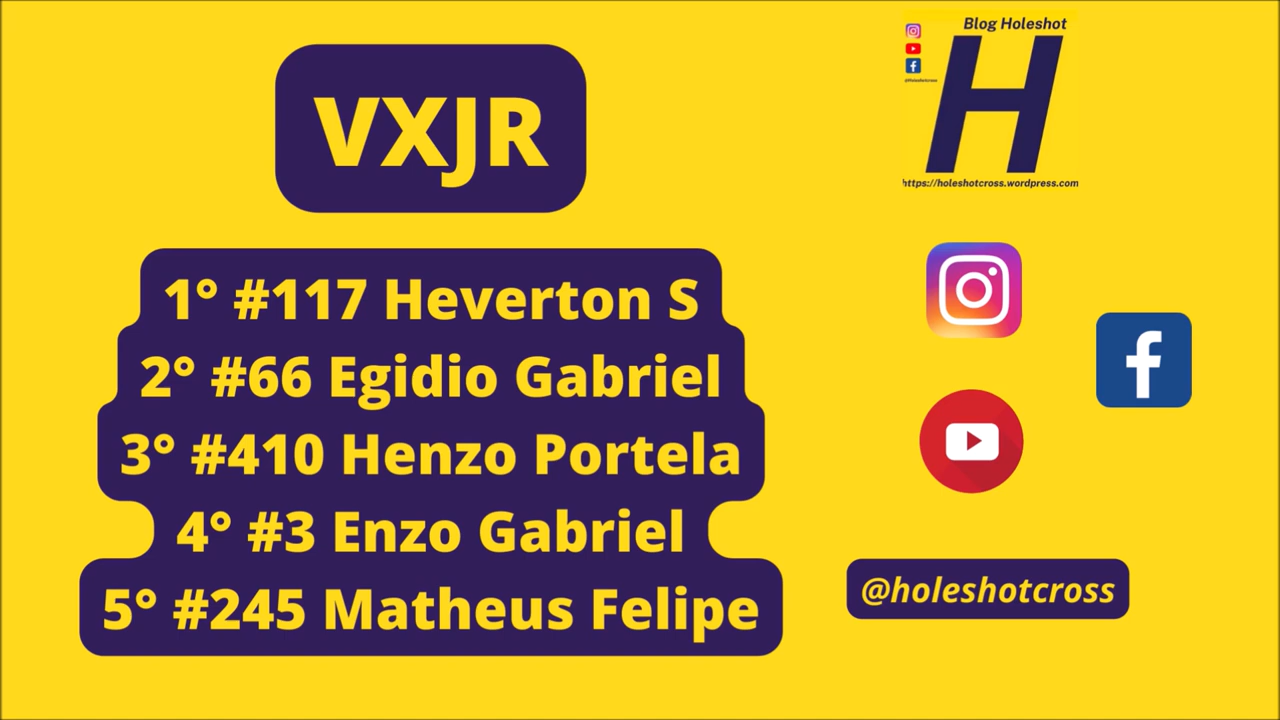 VXJR
1° #117 Heverton S
2° #66 Egidio Gabriel
3° #410 Henzo Portela
4° #3 Enzo Gabriel
5° #245 Matheus Felipe
Blog Holeshot
@holeshotcross
H
https://holeshotcross.wordpress.com
f
@holeshotcross